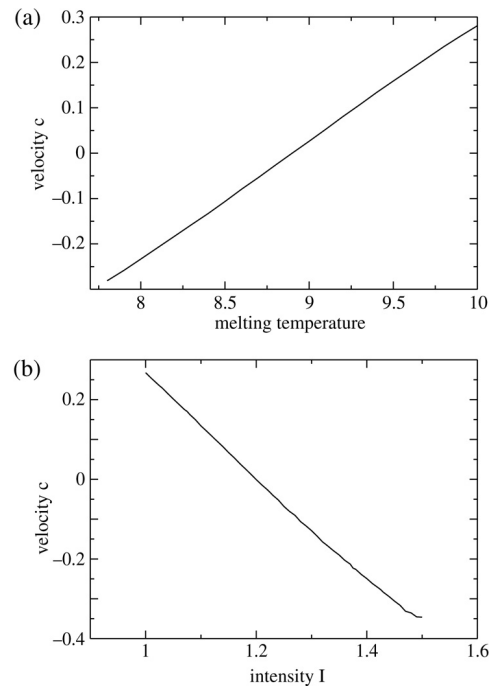 (a)
0.3
0.2
0.1
0
–0.1
–0.2
velocity c
8 8.5 9 9.5 10
melting temperature
(b)
0.2
0
–0.2
–0.4
velocity c
1 1.2 1.4 1.6
intensity I